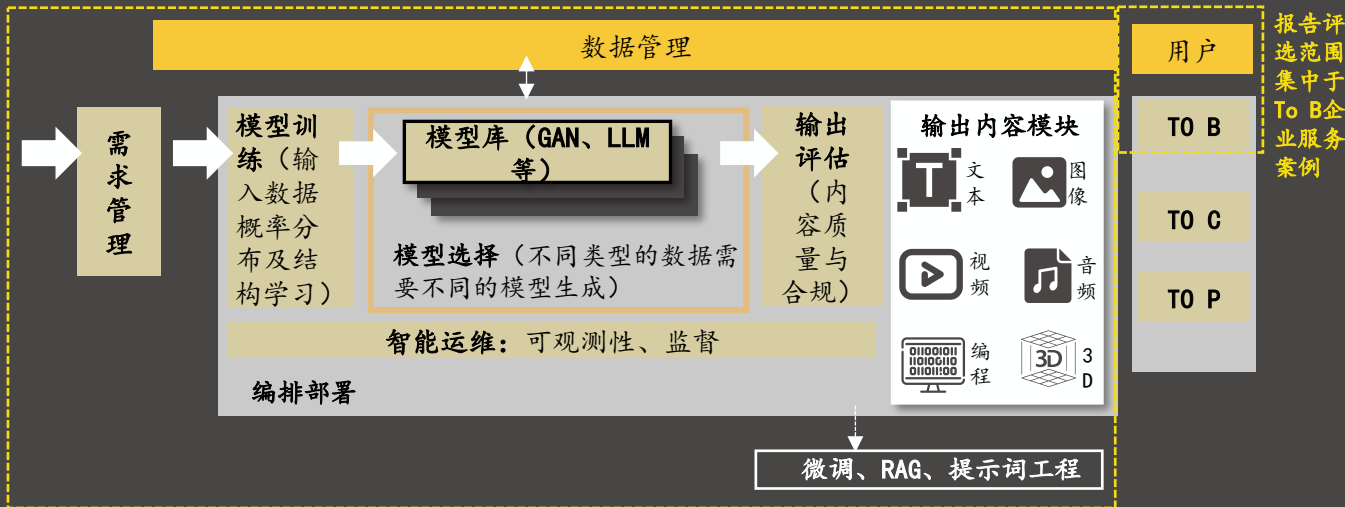 数据管理
需
求
管
理
模型训
练（输
入数据
概率分
布及结
构学习）
模型库（GAN、LLM
等）
模型选择（不同类型的数据需
要不同的模型生成）
输出
评估
（内
容质
量与
合规）
智能运维：可观测性、监督
编排部署
输出内容模块
T
文
本
图
像
视
频
音
频
01100101
11010110
01101100
编
程
3D
3
D
微调、RAG、提示词工程
用户
TO B
TO C
TO P
报告评
选范围
集中于
To B企
业服务
案例